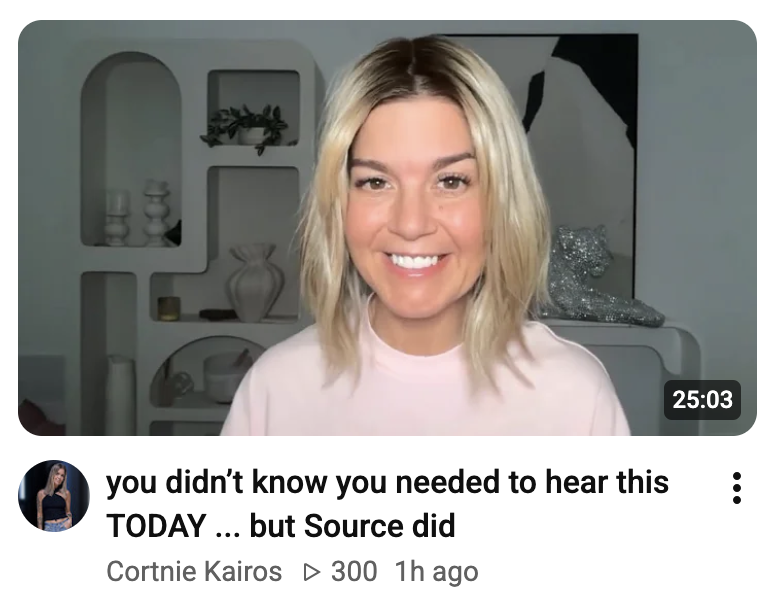 25:03
you didn’t know you needed to hear this
TODAY ... but Source did
Cortnie Kairos ▷ 300 1h ago